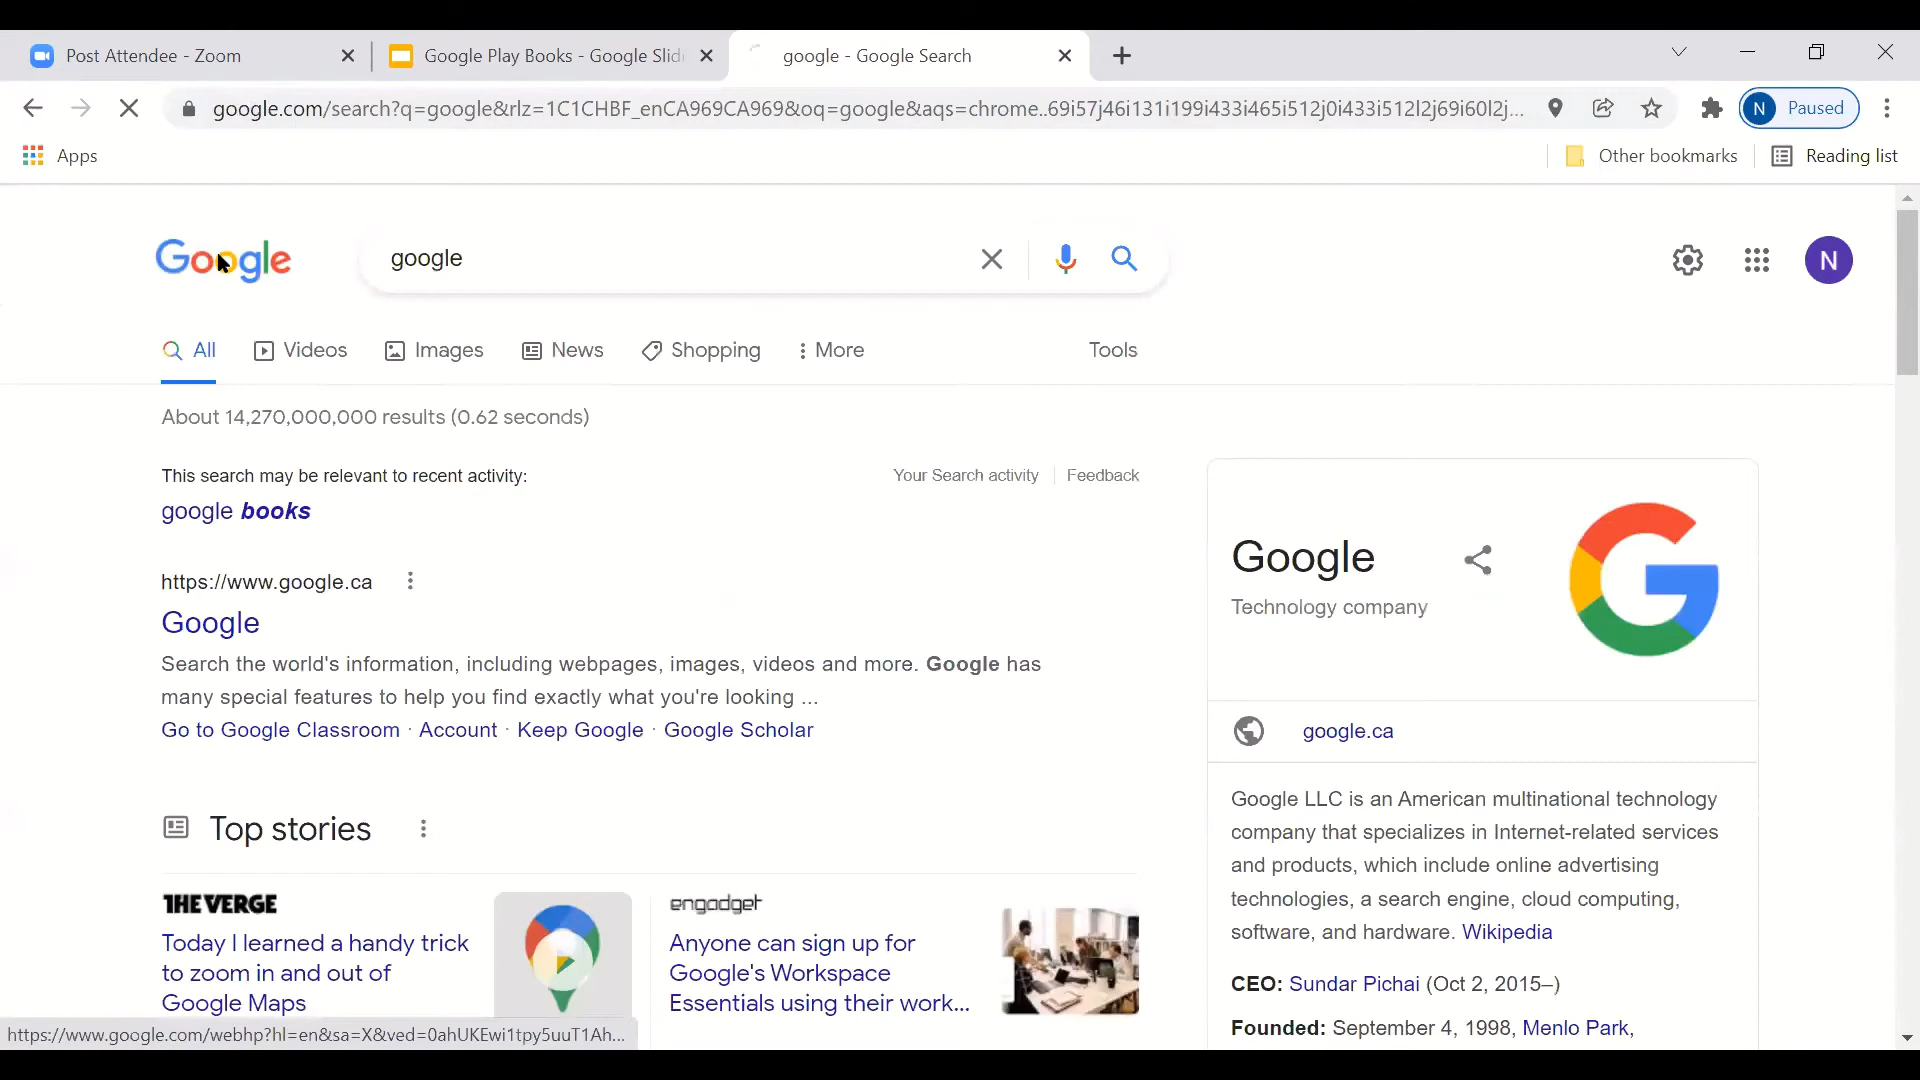 Post Attendee - Zoom
Google Play Books - Google Slid
google - Google Search
google.com/search?q=google&rlz=1C1CHBF_enCA969CA969&oq=google&aqs=chrome..69i57j46i131i199i433i465i512j0i433i512l2j69i60l2j...
N Paused
Apps
Other bookmarks
Reading list
Google
google
N
All
Videos
Images
News
Shopping
More
Tools
About 14,270,000,000 results (0.62 seconds)
This search may be relevant to recent activity:
Your Search activity
Feedback
google books
https://www.google.ca
Google
Search the world's information, including webpages, images, videos and more. Google has
many special features to help you find exactly what you're looking ...
Go to Google Classroom · Account · Keep Google · Google Scholar
Top stories
THE VERGE
Today I learned a handy trick
to zoom in and out of
Google Maps
engadget
Anyone can sign up for
Google's Workspace
Essentials using their work...
Google
Technology company
google.ca
Google LLC is an American multinational technology
company that specializes in Internet-related services
and products, which include online advertising
technologies, a search engine, cloud computing,
software, and hardware. Wikipedia
CEO: Sundar Pichai (Oct 2, 2015–)
Founded: September 4, 1998, Menlo Park,
https://www.google.com/webhp?hl=en&sa=X&ved=0ahUKEwi1tpy5uuT1Ah...